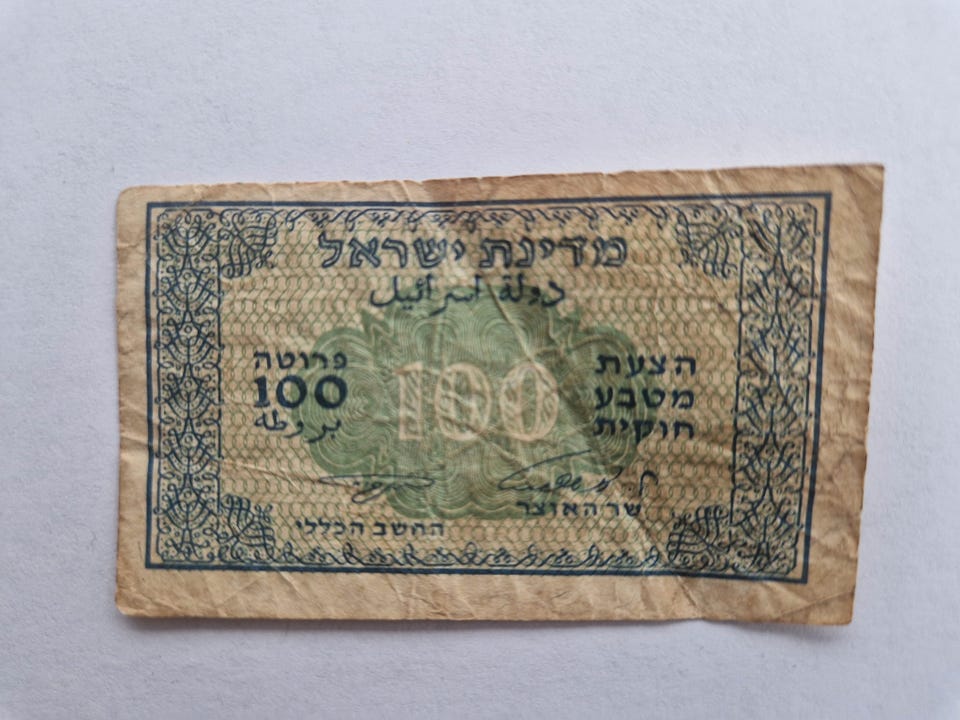 מדינת ישראל
دولة اسرائيل
הצעת
מטבע
חוקית
100
פרוטה
100
بروطة
שר האוצר
החשב הכללי